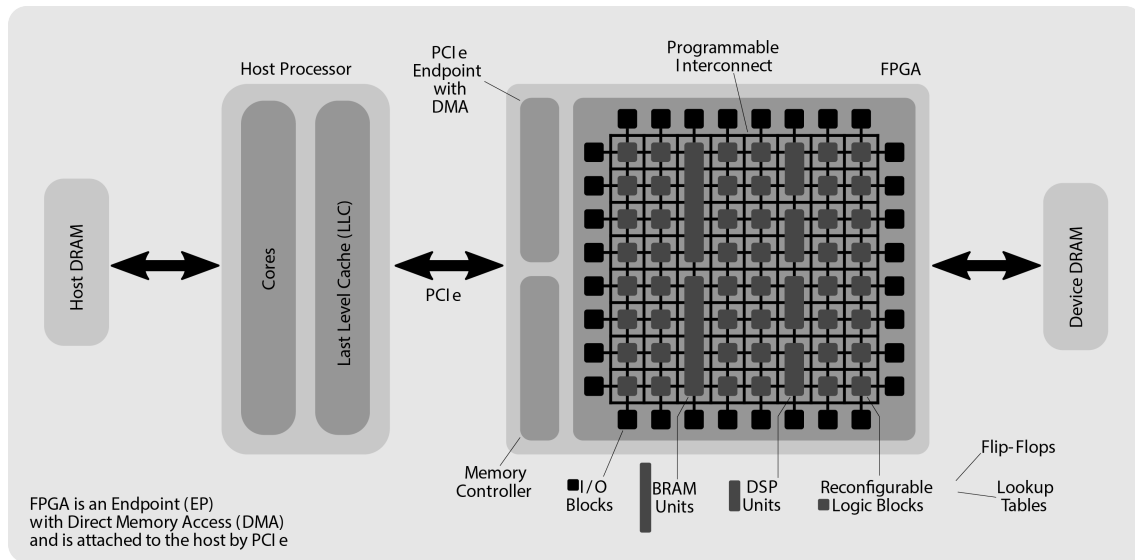 PCIe
Endpoint
with
DMA
Programmable
Interconnect
Host Processor
FPGA
Host DRAM
Cores
Last Level Cache (LLC)
PCIe
Device DRAM
Memory
Controller
I/O
Blocks
BRAM
Units
DSP
Units
Reconfigurable
Logic Blocks
Flip-Flops
Lookup
Tables
FPGA is an Endpoint (EP)
with Direct Memory Access (DMA)
and is attached to the host by PCIe